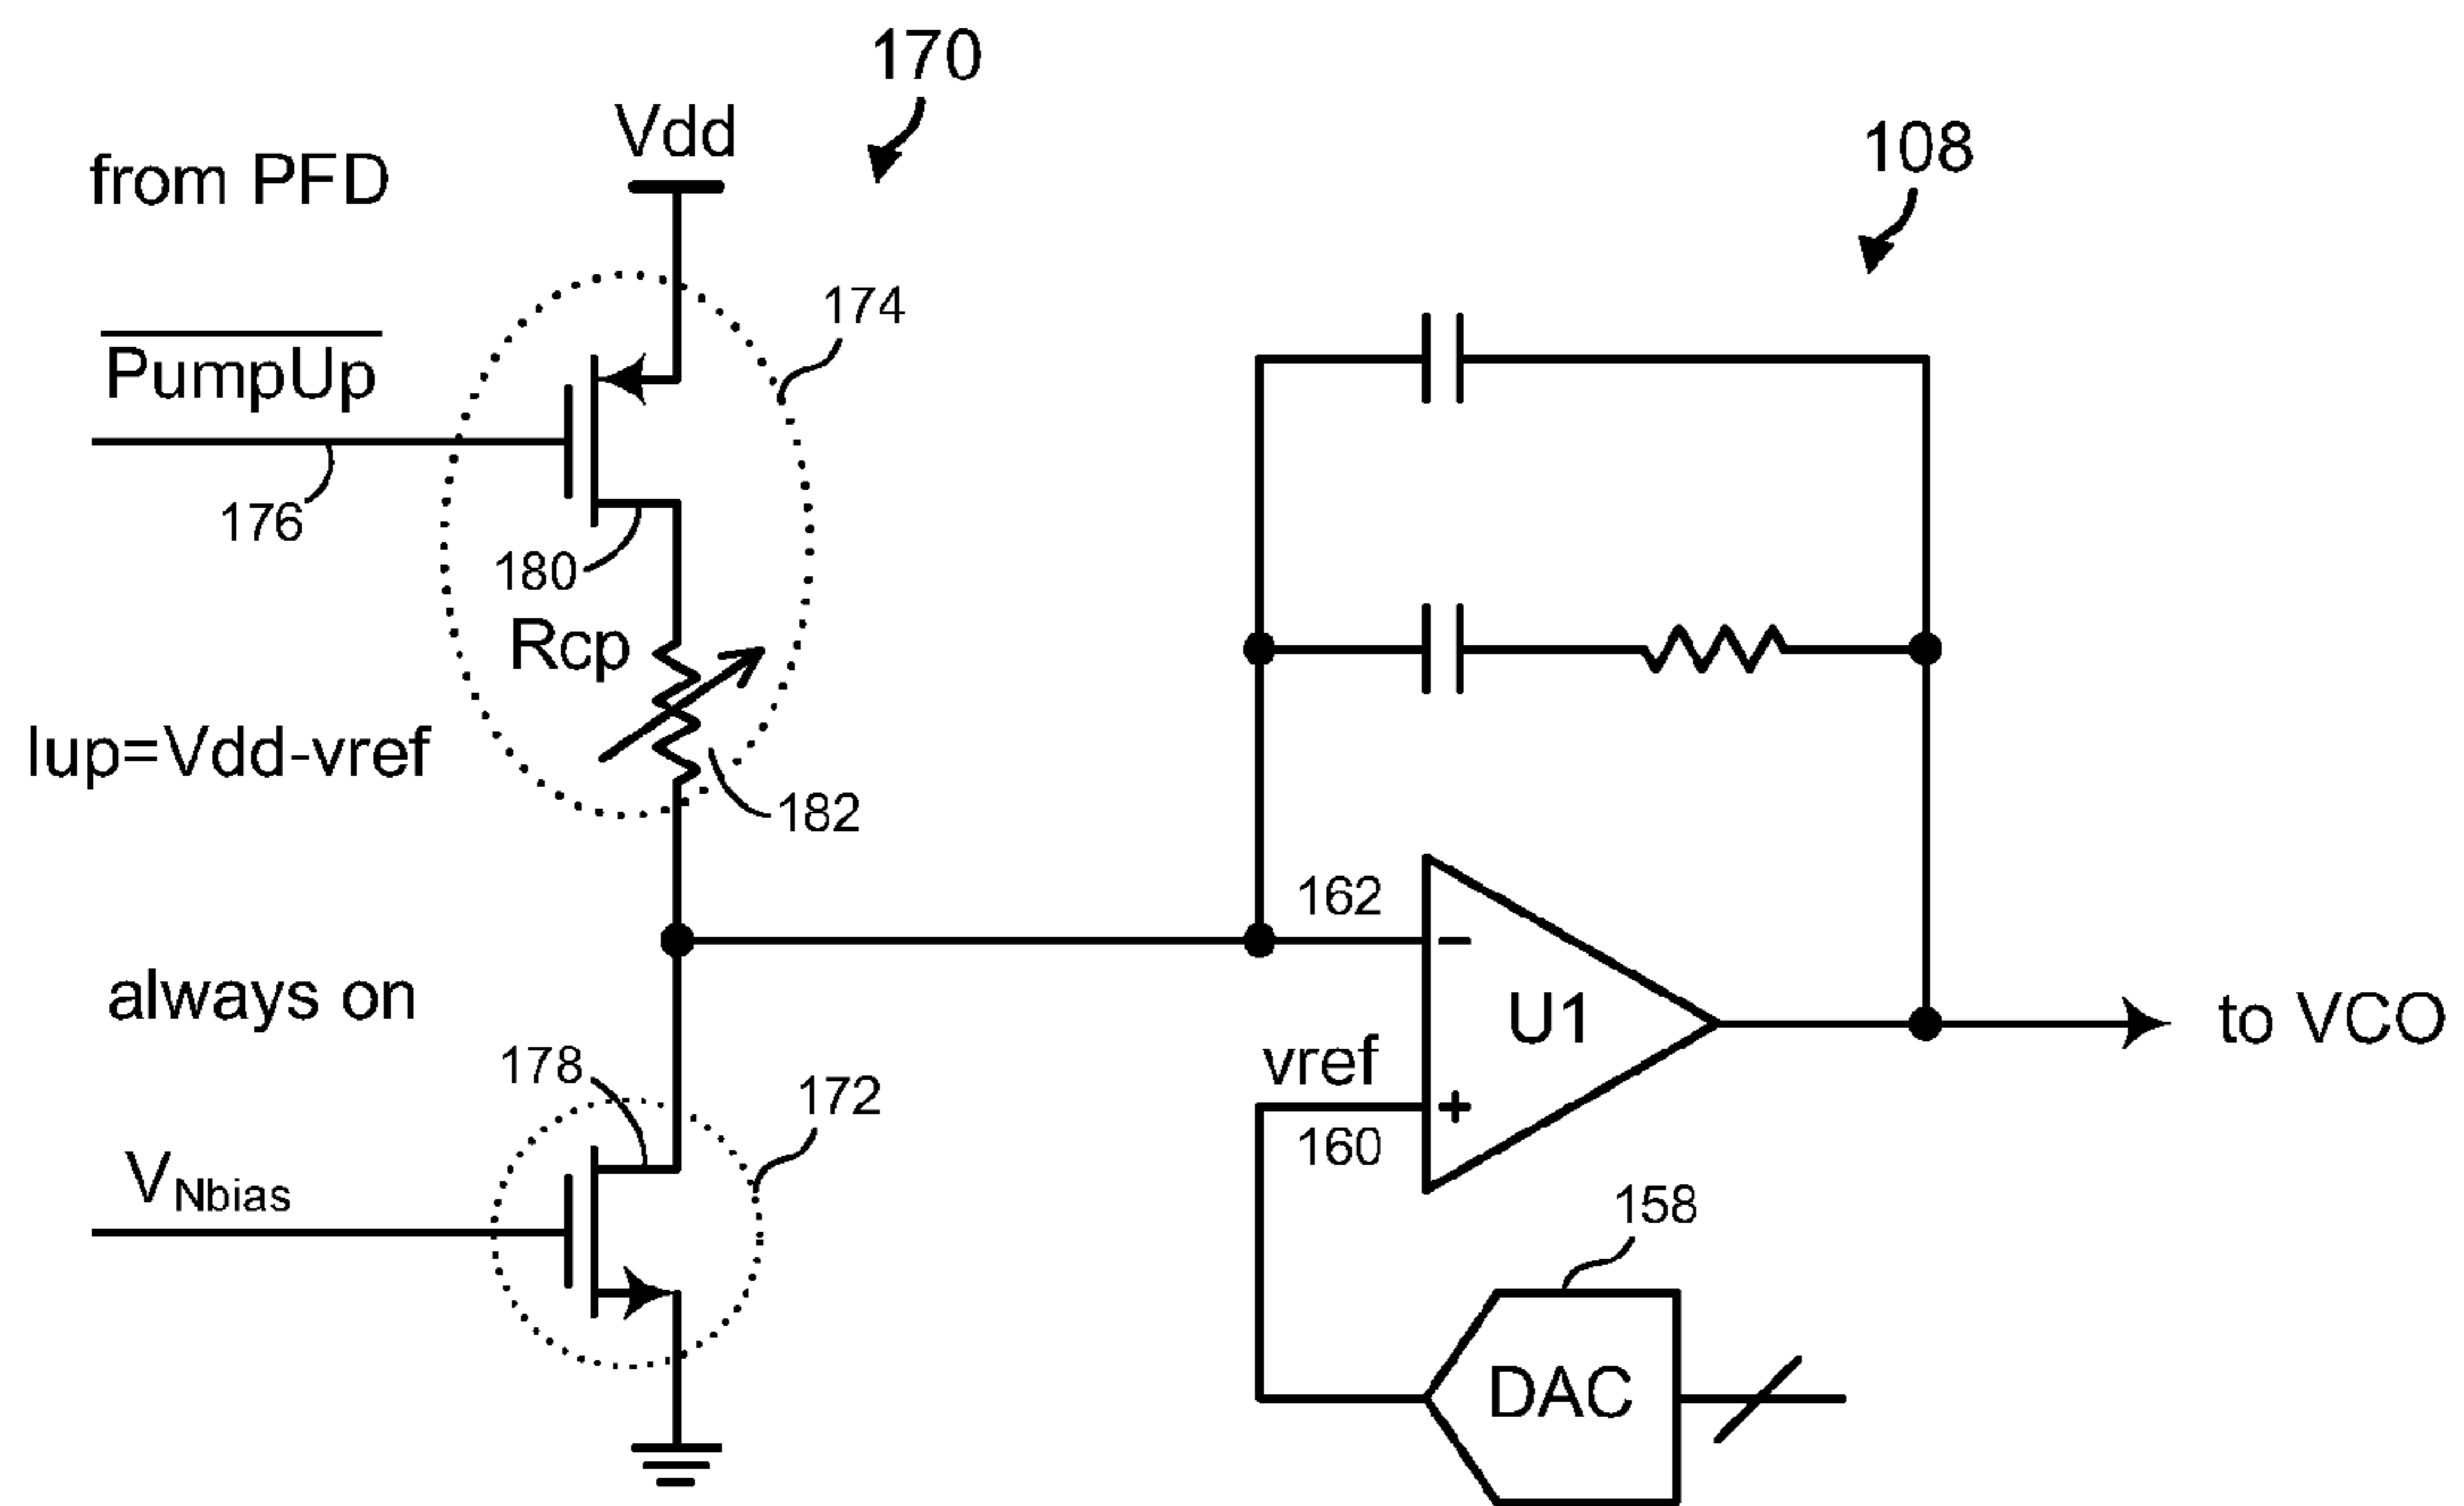 170
Vdd
from PFD
108
174
PumpUp
176
180
Rcp
Iup=Vdd-vref
182
162
−
always on
U1
to VCO
178
vref
172
+
160
VNbias
158
DAC